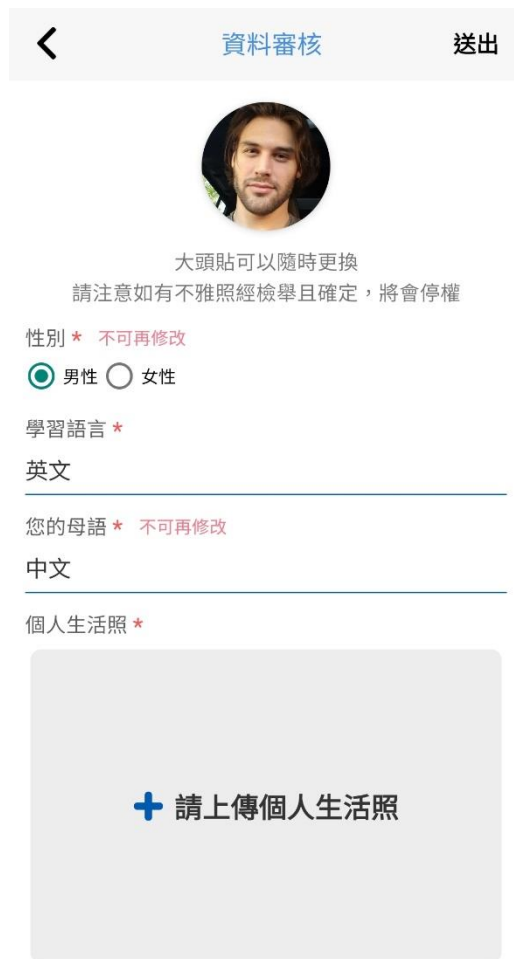 資料審核
送出
大頭貼可以隨時更換
請注意如有不雅照經檢舉且確定，將會停權
性別 * 不可再修改
男性 女性
學習語言 *
英文
您的母語 * 不可再修改
中文
個人生活照 *
請上傳個人生活照